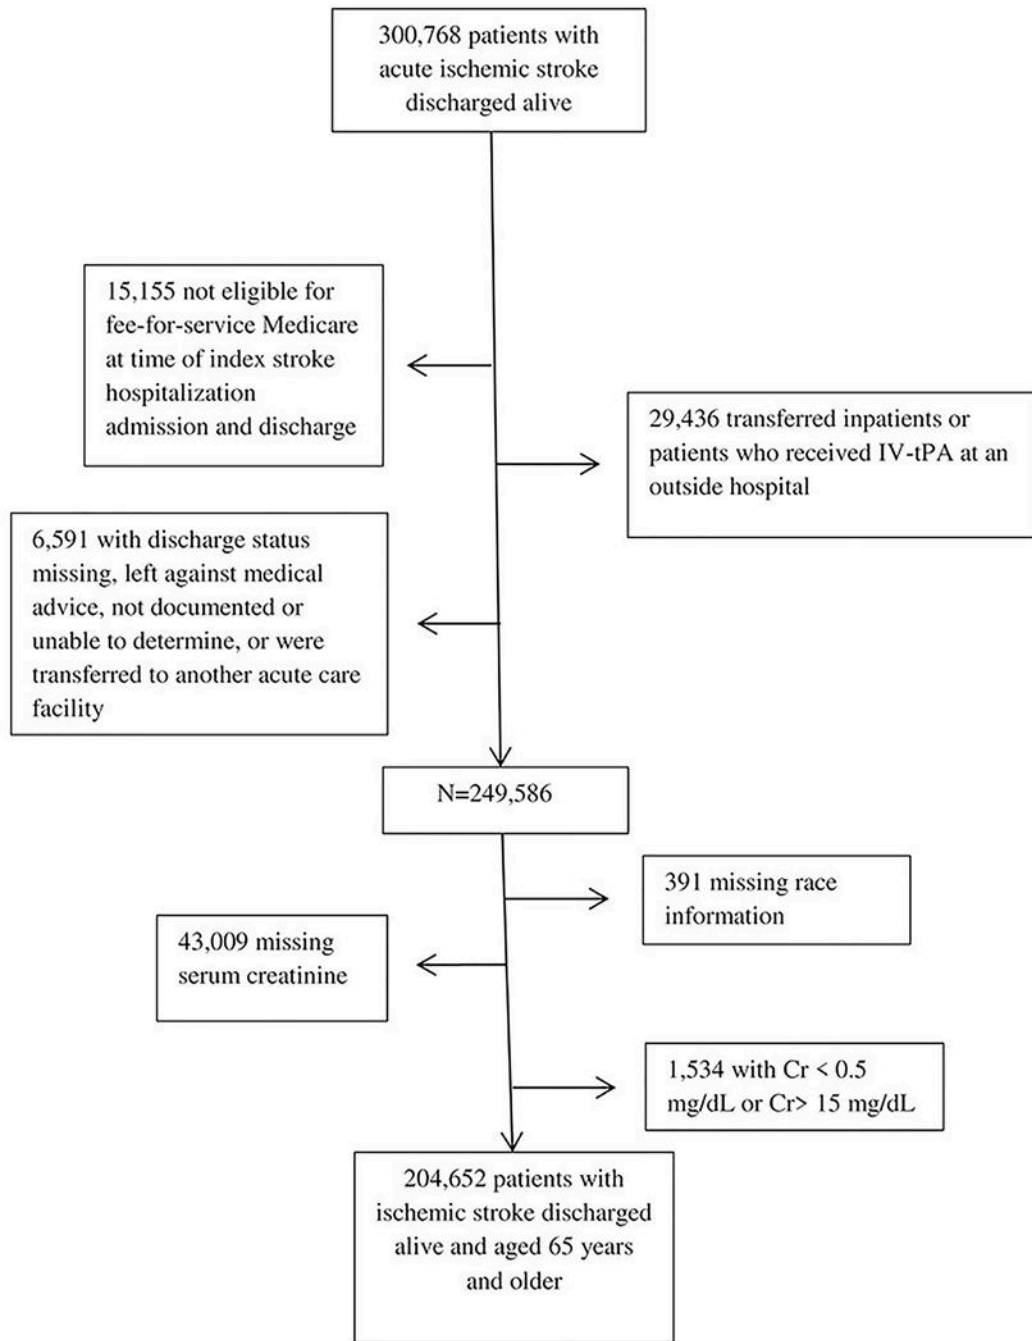 300,768 patients with
acute ischemic stroke
discharged alive
15,155 not eligible for
fee-for-service Medicare
at time of index stroke
hospitalization
admission and discharge
29,436 transferred inpatients or
patients who received IV-tPA at an
outside hospital
6,591 with discharge status
missing, left against medical
advice, not documented or
unable to determine, or were
transferred to another acute care
facility
N=249,586
391 missing race
information
43,009 missing
serum creatinine
1,534 with Cr < 0.5
mg/dL or Cr> 15 mg/dL
204,652 patients with
ischemic stroke discharged
alive and aged 65 years
and older